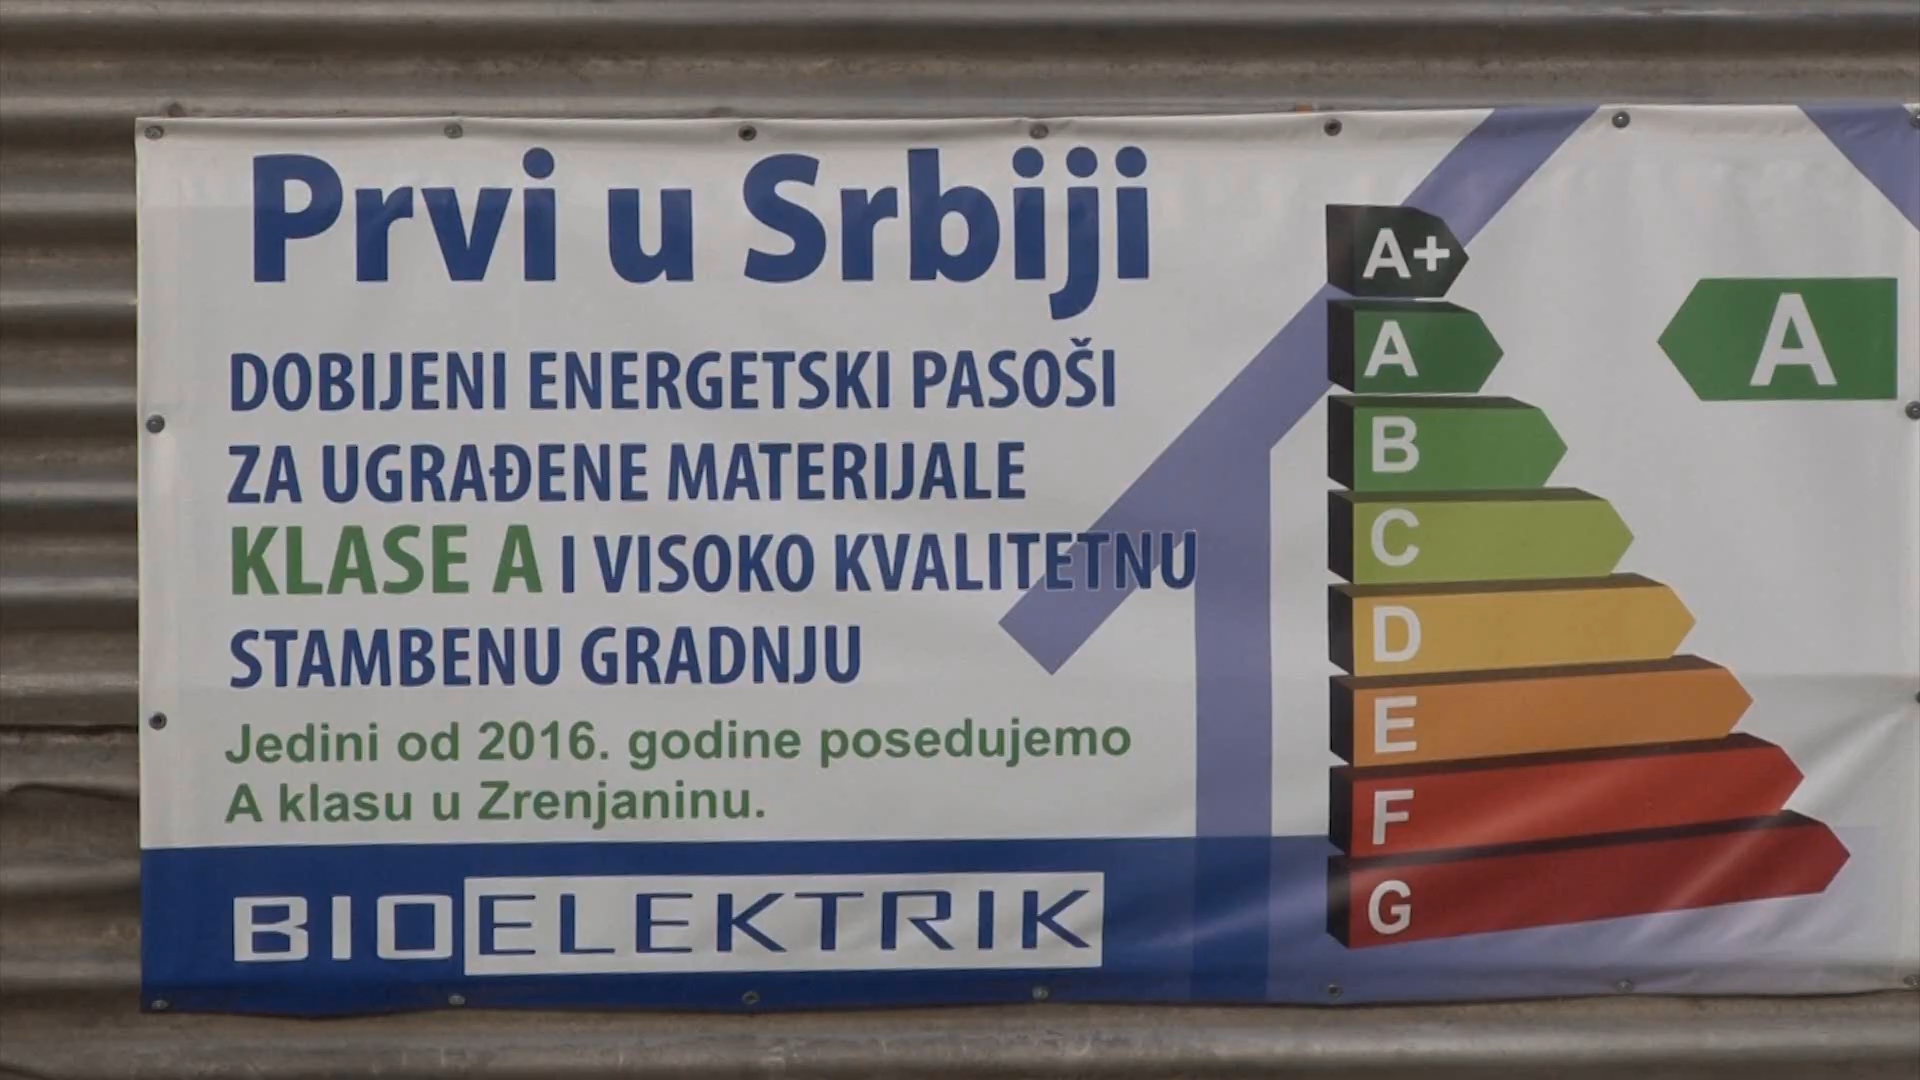 Prvi u Srbiji
DOBIJENI ENERGETSKI PASOŠI
ZA UGRAĐENE MATERIJALE
KLASE A I VISOKO KVALITETNU
STAMBENU GRADNJU
Jedini od 2016. godine posedujemo
A klasu u Zrenjaninu.
BIOELEKTRIK
A+
A
B
C
D
E
F
G
A